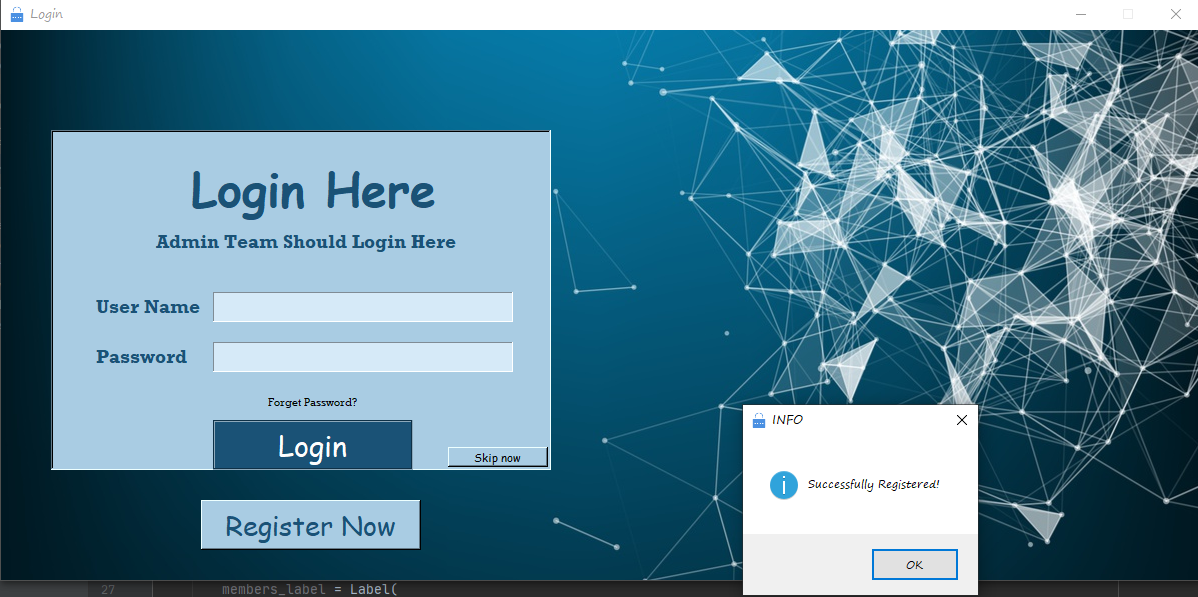 Login
Login Here
Admin Team Should Login Here
User Name
Password
Forget Password?
Login
Skip now
Register Now
INFO
Successfully Registered!
OK
27 members_label = Label(